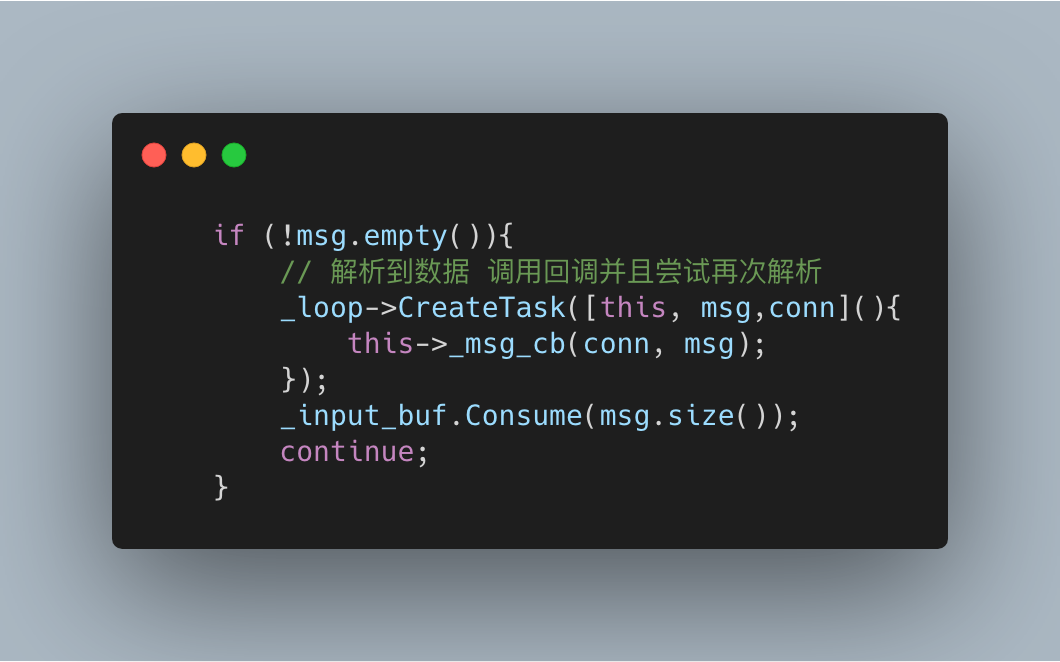 if (!msg.empty()){
// 解析到数据 调用回调并且尝试再次解析
_loop->CreateTask([this, msg,conn](){
this->_msg_cb(conn, msg);
});
_input_buf.Consume(msg.size());
continue;
}